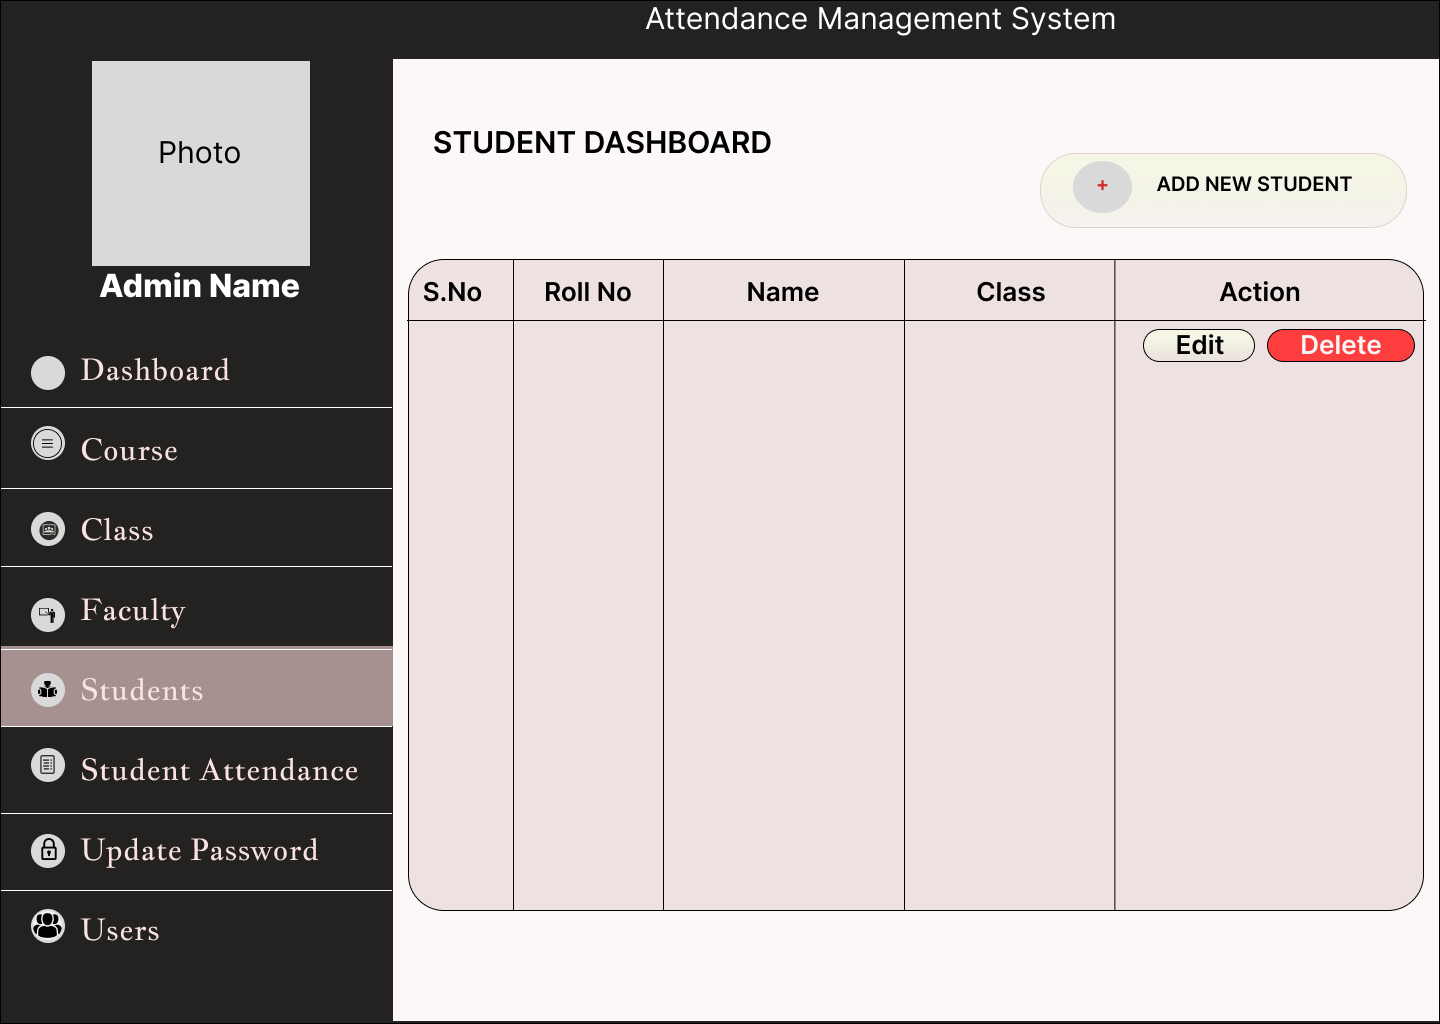 Attendance Management System
Photo
Admin Name
Dashboard
Course
Class
Faculty
Students
Student Attendance
Update Password
Users
STUDENT DASHBOARD
+ ADD NEW STUDENT
S.No Roll No Name Class Action
Edit Delete